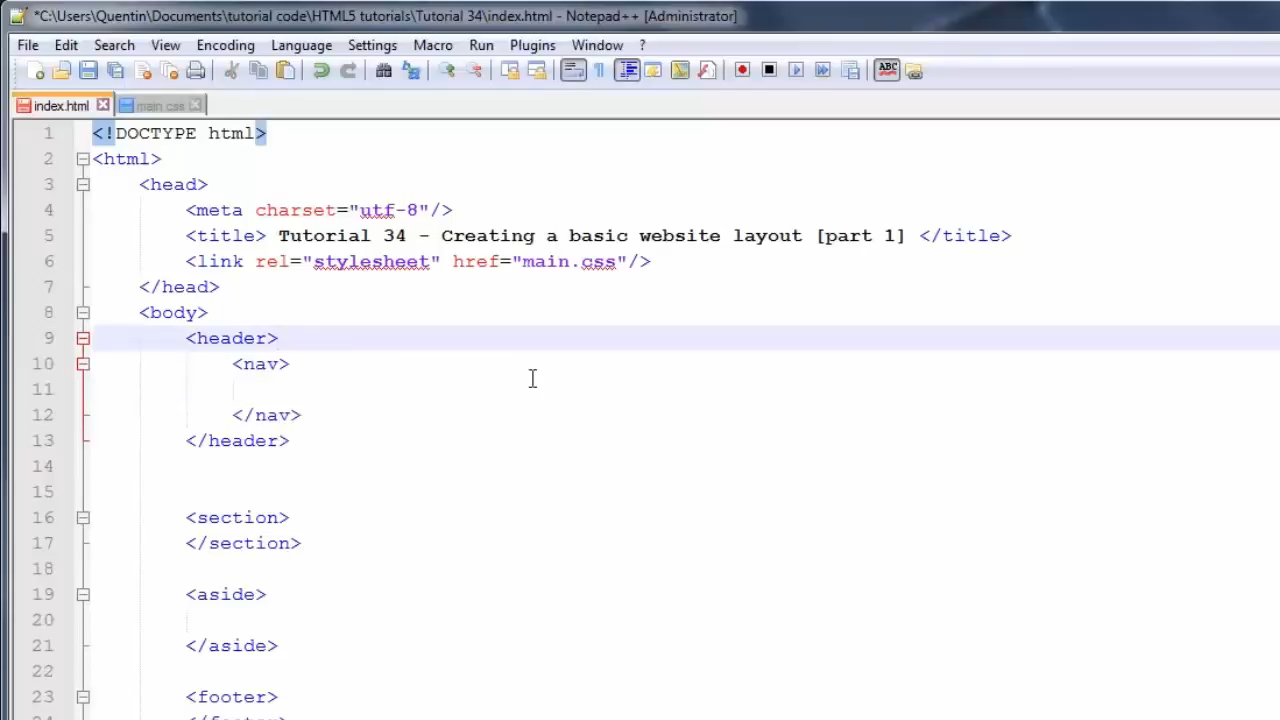 *C:\Users\Quentin\Documents\tutorial code\HTML5 tutorials\Tutorial 34\index.html - Notepad++ [Administrator]
File Edit Search View Encoding Language Settings Macro Run Plugins Window ?
ABC
index.html main.css
1 <!DOCTYPE html>
2 <html>
3 <head>
4 <meta charset="utf-8"/>
5 <title> Tutorial 34 - Creating a basic website layout [part 1] </title>
6 <link rel="stylesheet" href="main.css"/>
7 </head>
8 <body>
9 <header>
10 <nav>
11
12 </nav>
13 </header>
14
15
16 <section>
17 </section>
18
19 <aside>
20
21 </aside>
22
23 <footer>
24 </footer>